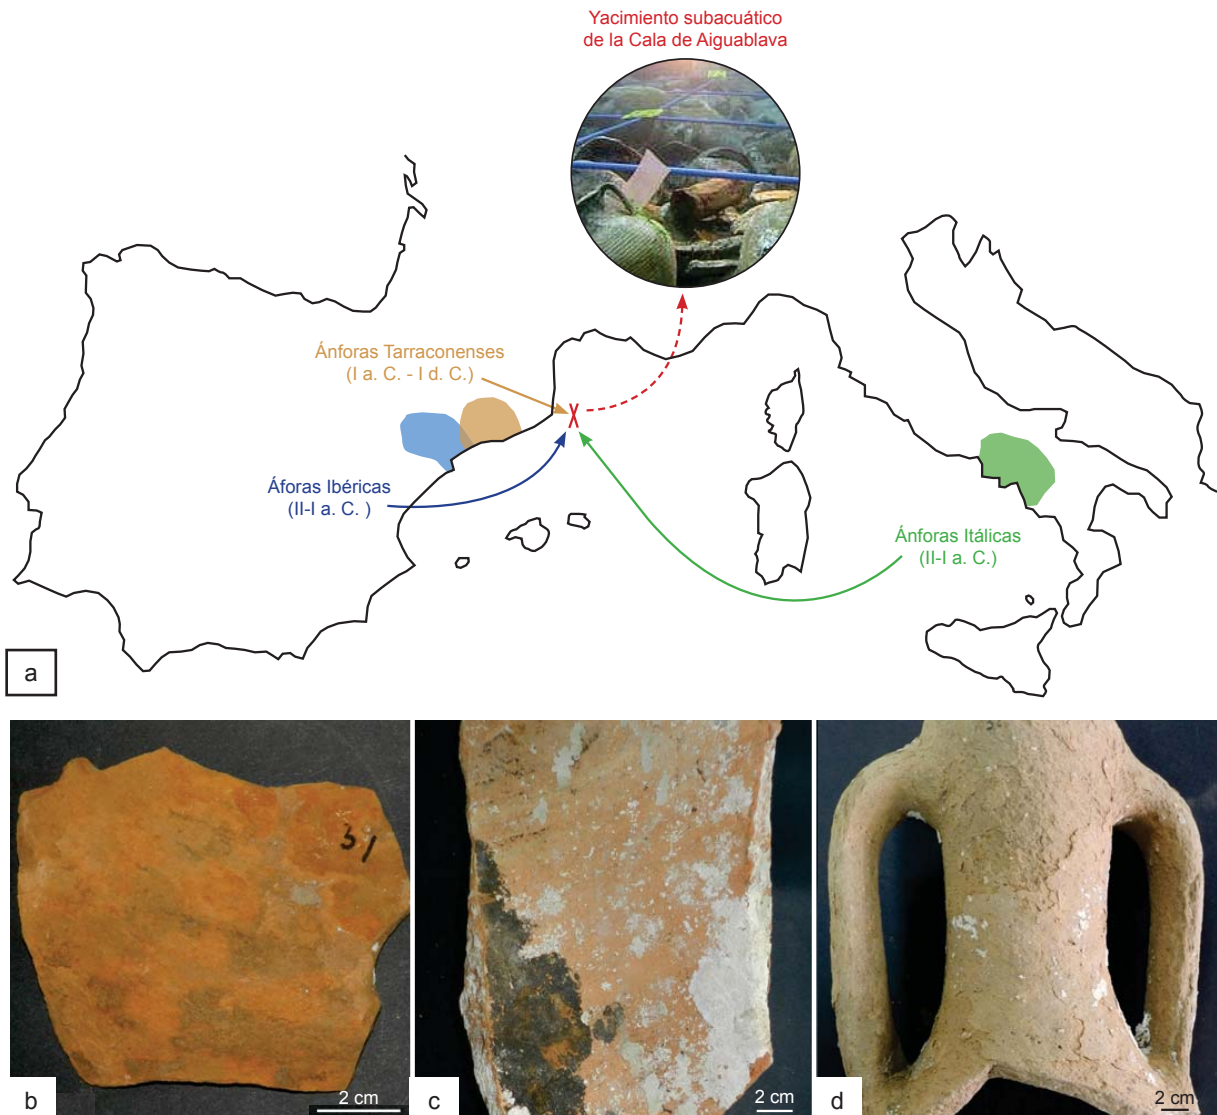 Yacimiento subacuático
de la Cala de Aiguablava
Ánforas Tarraconenses
(I a. C. - I d. C.)
Áforas Ibéricas
(II-I a. C. )
Ánforas Itálicas
(II-I a. C.)
a
31
b
2 cm
c
2 cm
d
2 cm